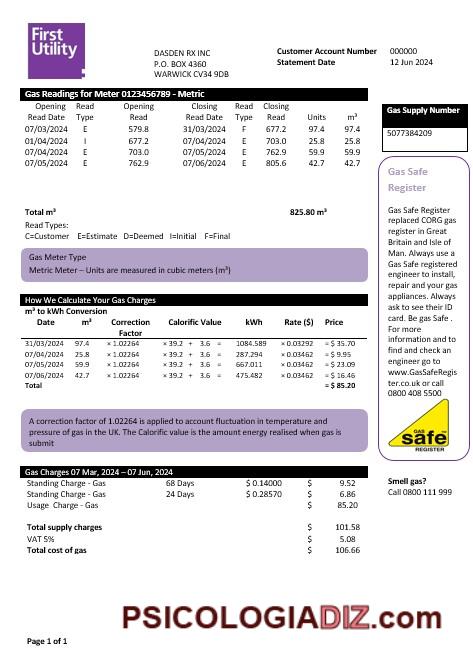 First
Utility
DASDEN RX INC
P.O. BOX 4360
WARWICK CV34 9DB
Customer Account Number 000000
Statement Date 12 Jun 2024
Gas Readings for Meter 0123456789 - Metric
Opening Read Opening Closing Read Closing
Read Date Type Read Read Date Type Read Units m³
07/03/2024 E 579.8 31/03/2024 F 677.2 97.4 97.4
01/04/2024 I 677.2 07/04/2024 E 703.0 25.8 25.8
07/04/2024 E 703.0 07/05/2024 E 762.9 59.9 59.9
07/05/2024 E 762.9 07/06/2024 E 805.6 42.7 42.7
Total m³ 825.80 m³
Read Types:
C=Customer E=Estimate D=Deemed I=Initial F=Final
Gas Meter Type
Metric Meter – Units are measured in cubic meters (m³)
How We Calculate Your Gas Charges
m³ to kWh Conversion
Date m³ Correction Calorific Value kWh Rate ($) Price
Factor
31/03/2024 97.4 × 1.02264 × 39.2 + 3.6 = 1084.589 × 0.03292 = $ 35.70
07/04/2024 25.8 × 1.02264 × 39.2 + 3.6 = 287.294 × 0.03462 = $ 9.95
07/05/2024 59.9 × 1.02264 × 39.2 + 3.6 = 667.011 × 0.03462 = $ 23.09
07/06/2024 42.7 × 1.02264 × 39.2 + 3.6 = 475.482 × 0.03462 = $ 16.46
Total = $ 85.20
A correction factor of 1.02264 is applied to account fluctuation in temperature and
pressure of gas in the UK. The Calorific value is the amount energy realised when gas is
submit
Gas Charges 07 Mar, 2024 – 07 Jun, 2024
Standing Charge - Gas 68 Days $ 0.14000 $ 9.52
Standing Charge - Gas 24 Days $ 0.28570 $ 6.86
Usage Charge - Gas $ 85.20
Total supply charges $ 101.58
VAT 5% $ 5.08
Total cost of gas $ 106.66
Gas Supply Number
5077384209
Gas Safe
Register
Gas Safe Register
replaced CORG gas
register in Great
Britain and Isle of
Man. Always use a
Gas Safe registered
engineer to install,
repair and your gas
appliances. Always
ask to see their ID
card. Be gas Safe .
For more
information and to
find and check an
engineer go to
www.GasSafeRegis
ter.co.uk or call
0800 408 5500
GAS
safe
REGISTER
Smell gas?
Call 0800 111 999
PSICOLOGIADIZ.com
Page 1 of 1